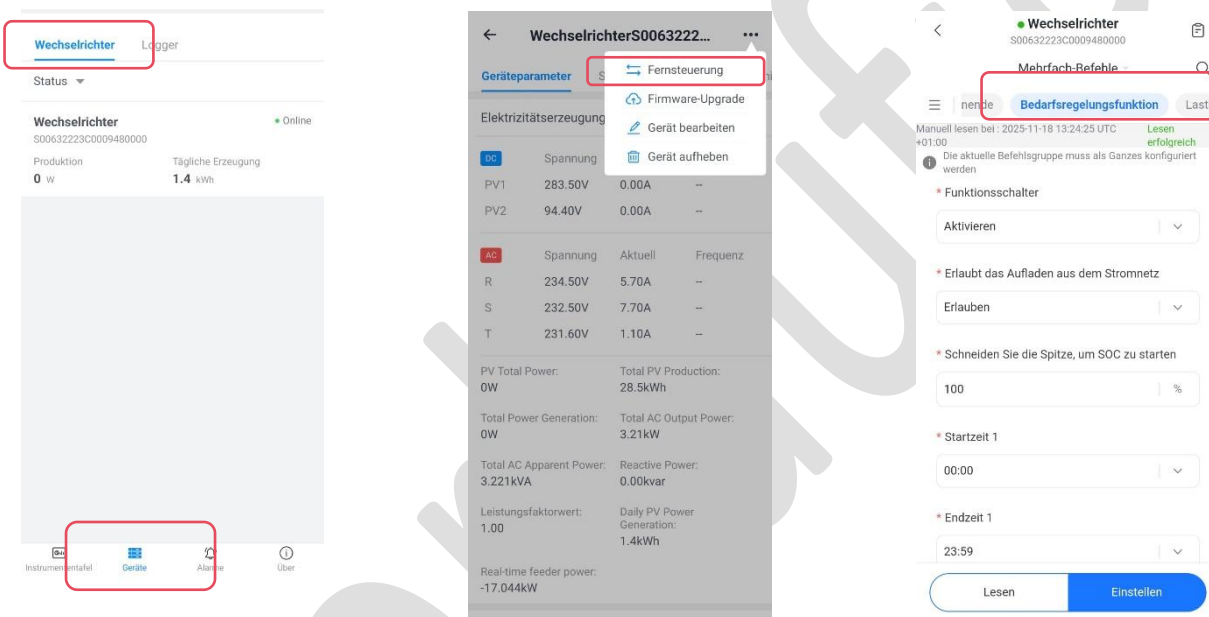 Wechselrichter Logger
Status
Wechselrichter
Online
S00632223C0009480000
Produktion Tägliche Erzeugung
0 W 1.4 kWh
Instrumententafel Geräte Alarme Über
WechselrichterS0063222...
Geräteparameter S
Fernsteuerung
Firmware-Upgrade
Gerät bearbeiten
Gerät aufheben
Elektrizitätserzeugung
DC Spannung
PV1 283.50V 0.00A --
PV2 94.40V 0.00A --
AC Spannung Aktuell Frequenz
R 234.50V 5.70A --
S 232.50V 7.70A --
T 231.60V 1.10A --
PV Total Power: Total PV Production:
0W 28.5kWh
Total Power Generation: Total AC Output Power:
0W 3.21kW
Total AC Apparent Power: Reactive Power:
3.221kVA 0.00kvar
Leistungsfaktorwert: Daily PV Power
Generation:
1.00
1.4kWh
Real-time feeder power:
-17.044kW
Wechselrichter
S00632223C0009480000
Mehrfach-Befehle
nende Bedarfsregelungsfunktion Last
Manuell lesen bei : 2025-11-18 13:24:25 UTC Lesen
+01:00 erfolgreich
Die aktuelle Befehlsgruppe muss als Ganzes konfiguriert
werden
* Funktionsschalter
Aktivieren
* Erlaubt das Aufladen aus dem Stromnetz
Erlauben
* Schneiden Sie die Spitze, um SOC zu starten
100 %
* Startzeit 1
00:00
* Endzeit 1
23:59
Lesen Einstellen